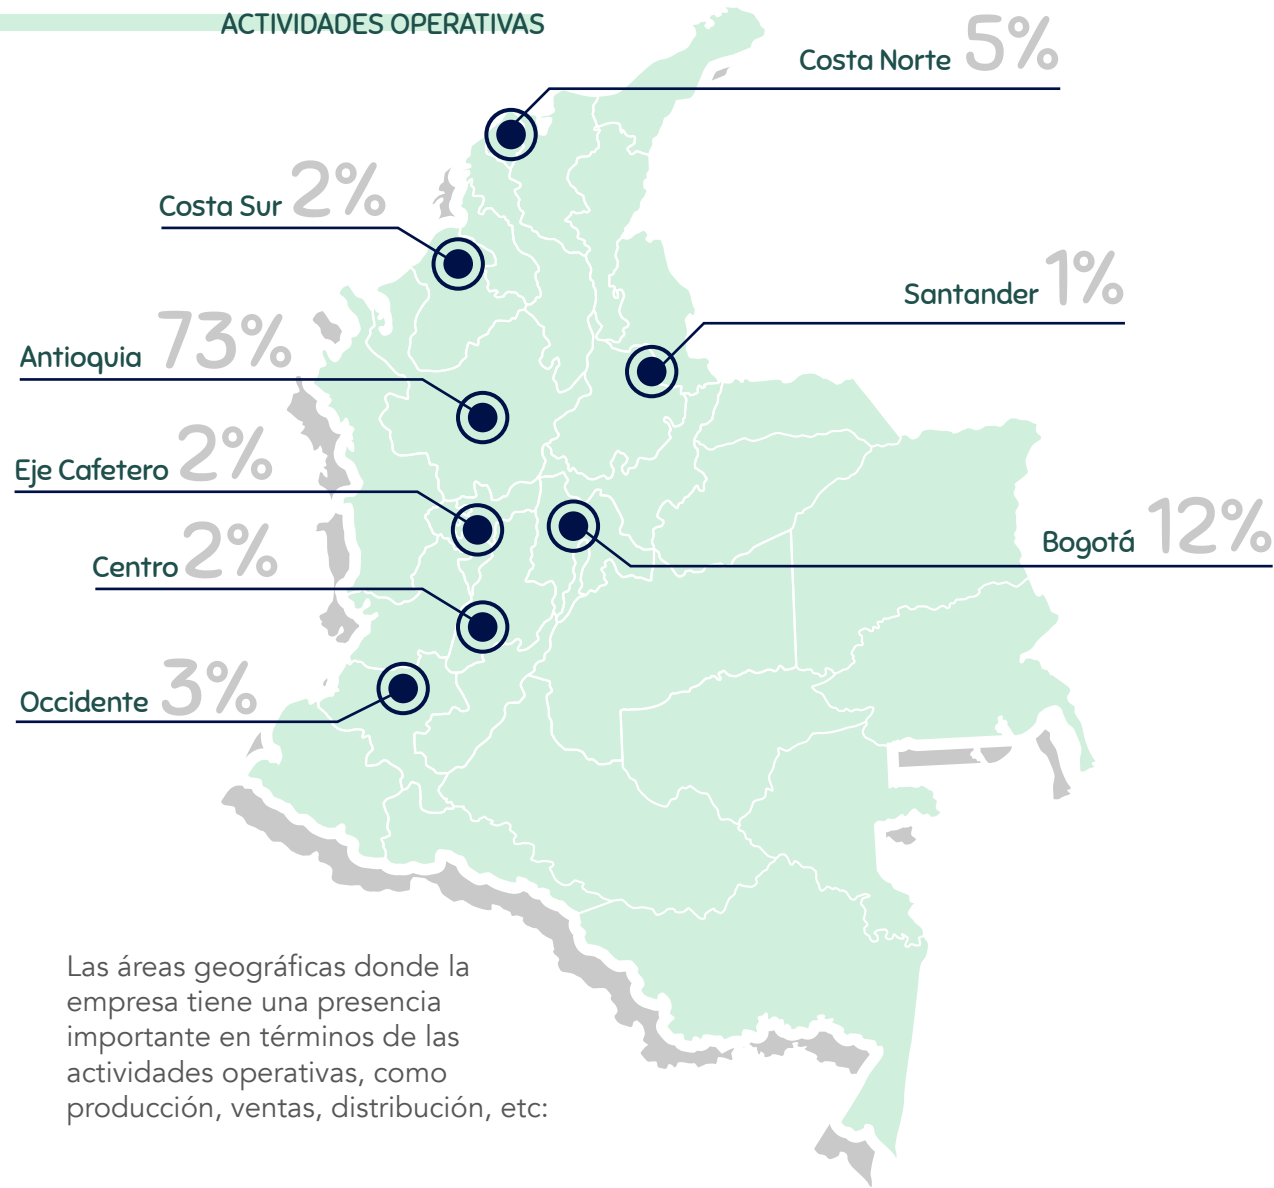 ACTIVIDADES OPERATIVAS
Costa Norte 5%
Costa Sur 2%
Santander 1%
Antioquia 73%
Eje Cafetero 2%
Bogotá 12%
Centro 2%
Occidente 3%
Las áreas geográficas donde la
empresa tiene una presencia
importante en términos de las
actividades operativas, como
producción, ventas, distribución, etc: